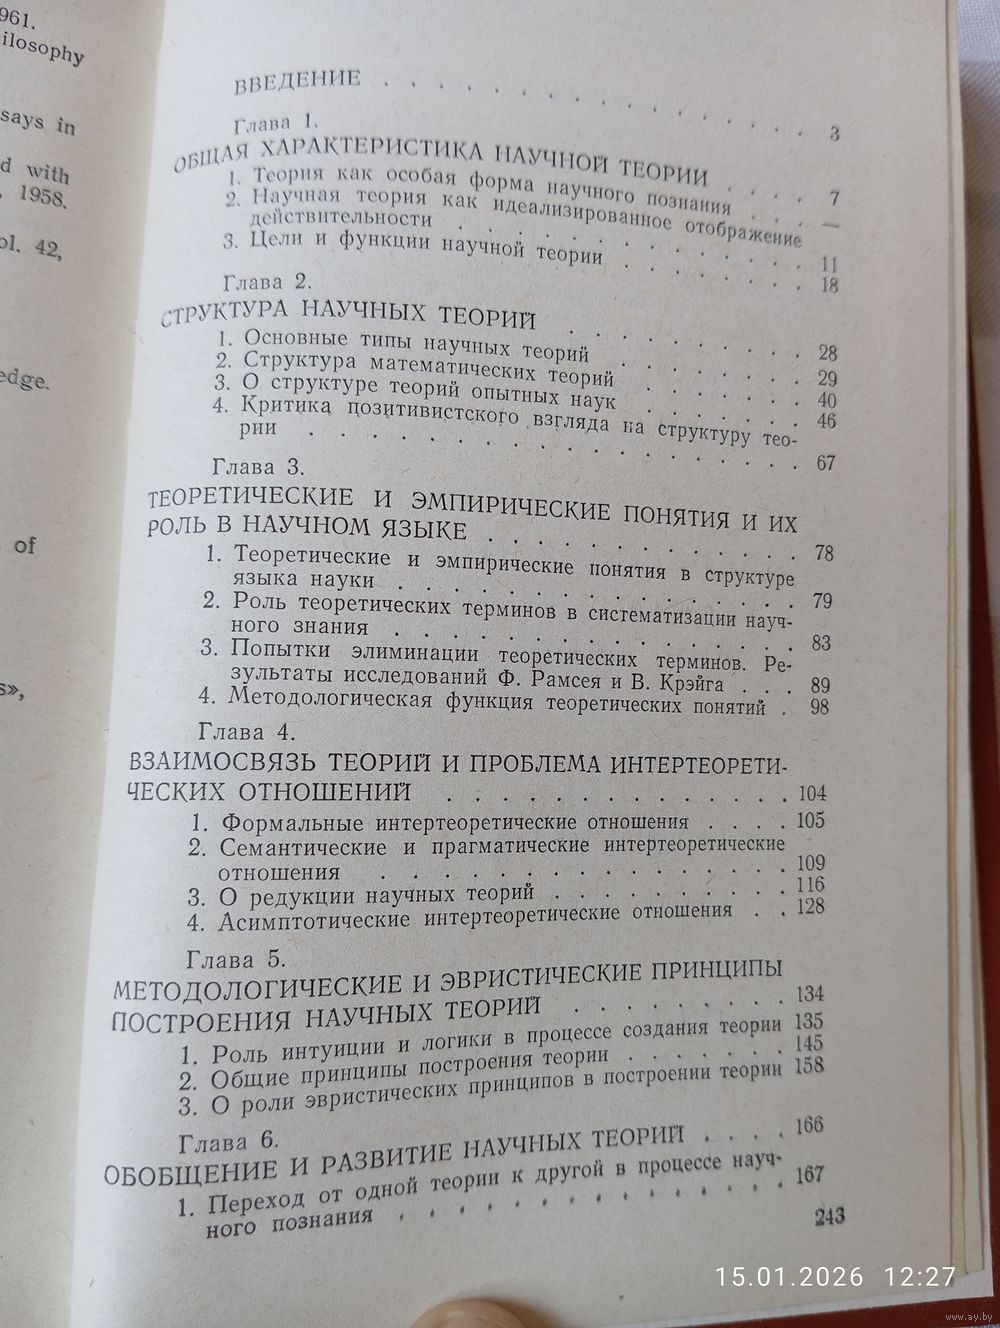 961.
ilosophy
says in
d with
, 1958.
ol. 42,
edge.
of
s»,
ВВЕДЕНИЕ . . . . . . . . . . . . . . . 3
Глава 1.
ОБЩАЯ ХАРАКТЕРИСТИКА НАУЧНОЙ ТЕОРИИ . . . . 7
1. Теория как особая форма научного познания . . . —
2. Научная теория как идеализированное отображение
действительности . . . . . . . . . . . . . 11
3. Цели и функции научной теории . . . . . . . 18
Глава 2.
СТРУКТУРА НАУЧНЫХ ТЕОРИЙ . . . . . . . . . 28
1. Основные типы научных теорий . . . . . . . 29
2. Структура математических теорий . . . . . . 40
3. О структуре теорий опытных наук . . . . . . 46
4. Критика позитивистского взгляда на структуру тео-
рии . . . . . . . . . . . . . . . . . . 67
Глава 3.
ТЕОРЕТИЧЕСКИЕ И ЭМПИРИЧЕСКИЕ ПОНЯТИЯ И ИХ
РОЛЬ В НАУЧНОМ ЯЗЫКЕ . . . . . . . . . . . . 78
1. Теоретические и эмпирические понятия в структуре
языка науки . . . . . . . . . . . . . . . 79
2. Роль теоретических терминов в систематизации науч-
ного знания . . . . . . . . . . . . . . . 83
3. Попытки элиминации теоретических терминов. Ре-
зультаты исследований Ф. Рамсея и В. Крэйга . . . 89
4. Методологическая функция теоретических понятий . 98
Глава 4.
ВЗАИМОСВЯЗЬ ТЕОРИЙ И ПРОБЛЕМА ИНТЕРТЕОРЕТИ-
ЧЕСКИХ ОТНОШЕНИЙ . . . . . . . . . . . . . 104
1. Формальные интертеоретические отношения . . . . 105
2. Семантические и прагматические интертеоретические
отношения . . . . . . . . . . . . . . . 109
3. О редукции научных теорий . . . . . . . . . 116
4. Асимптотические интертеоретические отношения . . 128
Глава 5.
МЕТОДОЛОГИЧЕСКИЕ И ЭВРИСТИЧЕСКИЕ ПРИНЦИПЫ
ПОСТРОЕНИЯ НАУЧНЫХ ТЕОРИЙ . . . . . . . . 134
1. Роль интуиции и логики в процессе создания теории 135
2. Общие принципы построения теории . . . . . . . 145
3. О роли эвристических принципов в построении теории 158
Глава 6.
ОБОБЩЕНИЕ И РАЗВИТИЕ НАУЧНЫХ ТЕОРИЙ . . . . 166
1. Переход от одной теории к другой в процессе науч-
ного познания . . . . . . . . . . . . . . 167
243
15.01.2026 12:27
www.ay.by